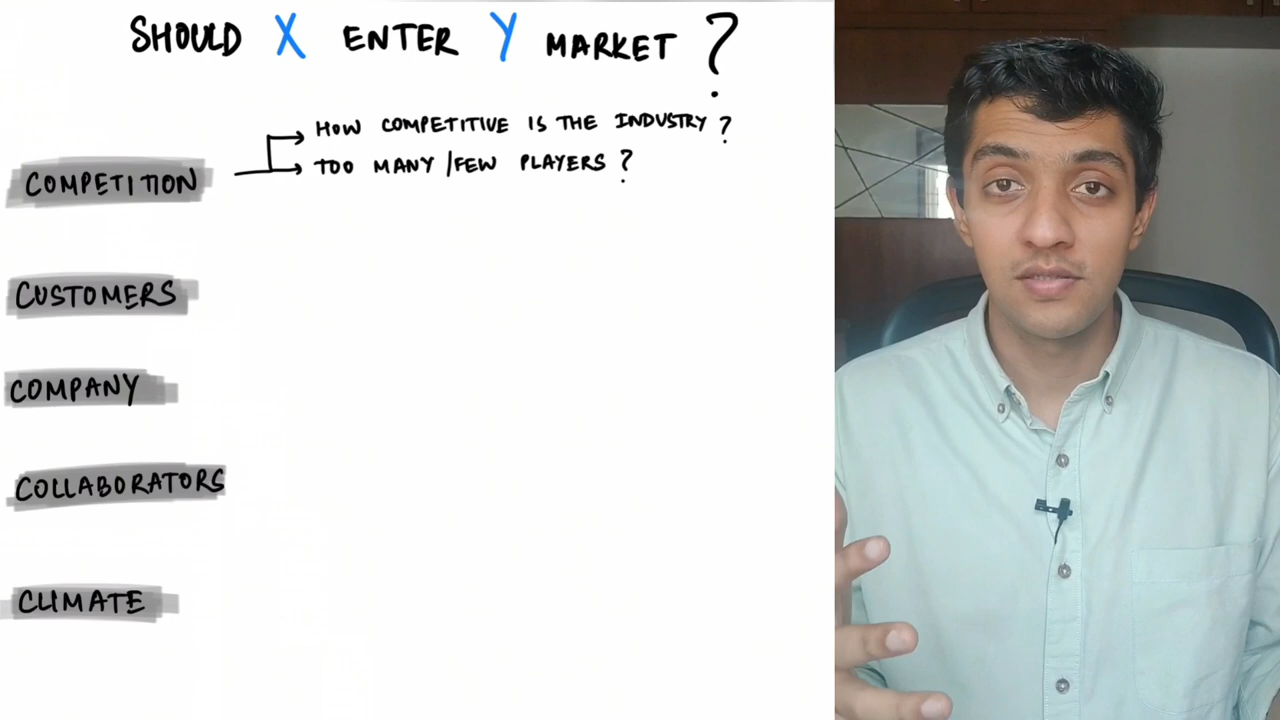 SHOULD X ENTER Y MARKET ?
HOW COMPETITIVE IS THE INDUSTRY ?
TOO MANY /FEW PLAYERS ?
COMPETITION
CUSTOMERS
COMPANY
COLLABORATORS
CLIMATE